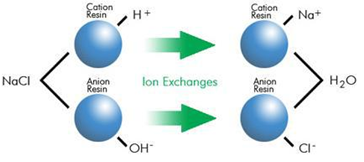 Cation
Resin
H+
NaCl
Anion
Resin
OH-
Ion Exchanges
Cation
Resin
Na+
H2O
Anion
Resin
Cl-